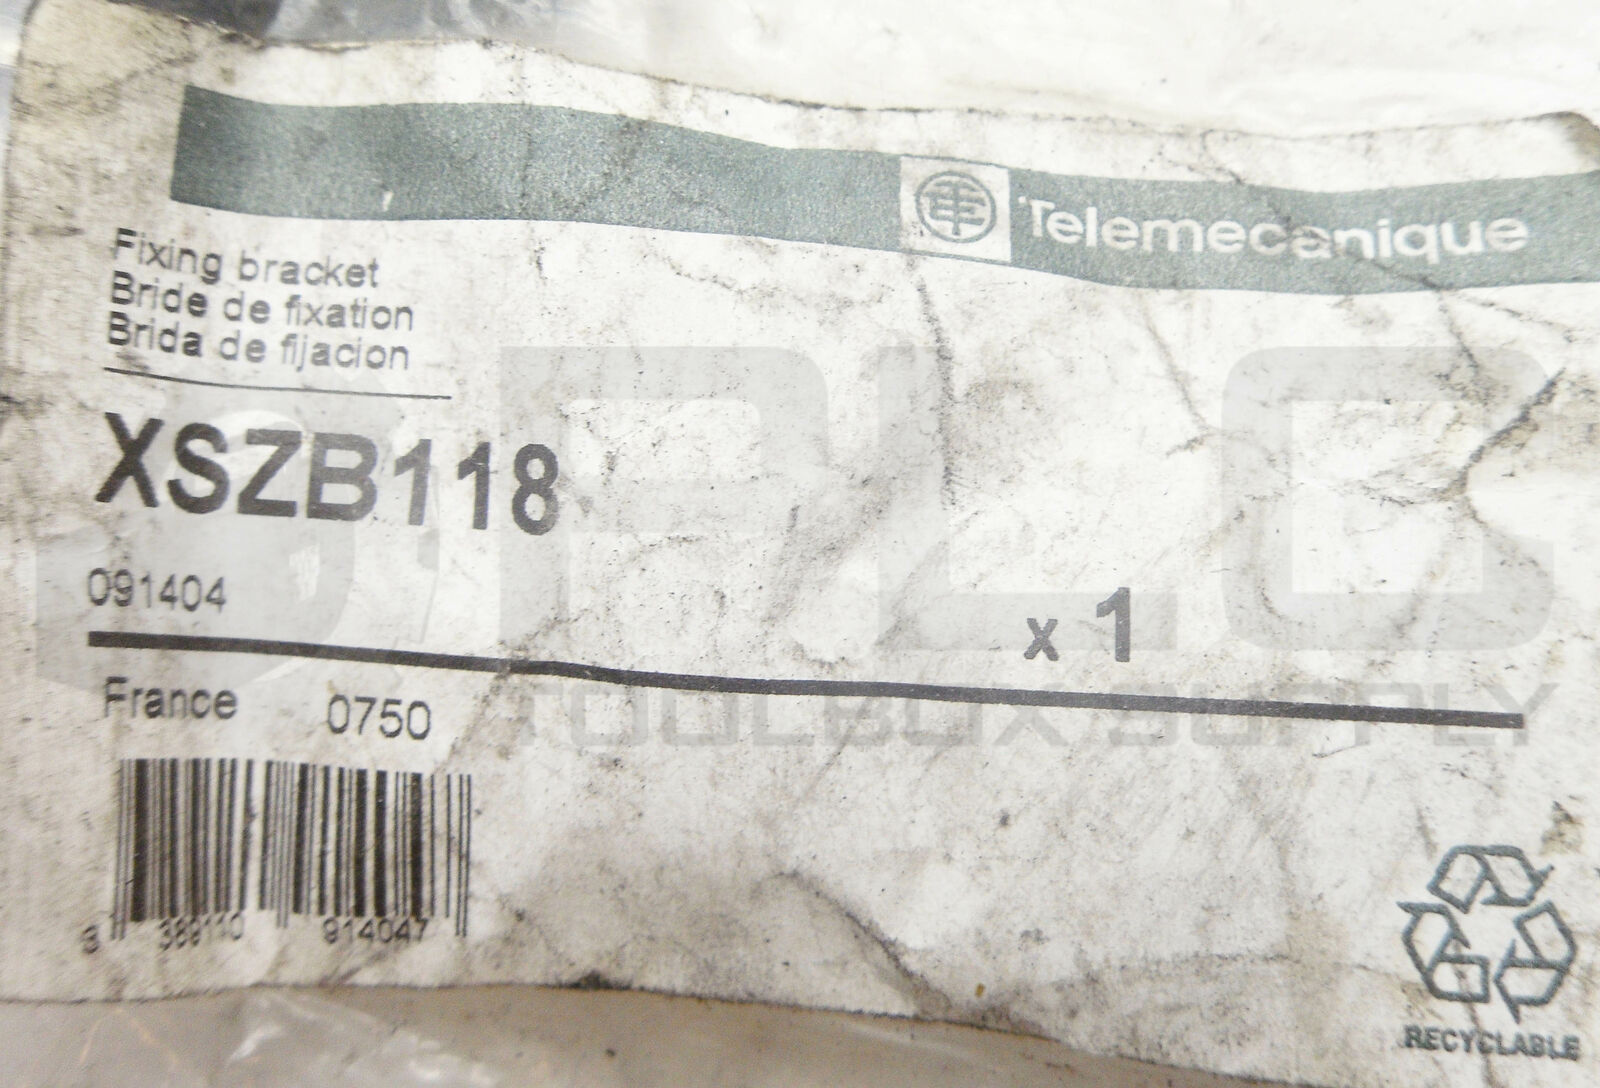 Telemecanique
Fixing bracket
Bride de fixation
Brida de fijacion
XSZB118
091404
x 1
France 0750
3 389110 914047
RECYCLABLE
PLC
TOOLBOX SUPPLY